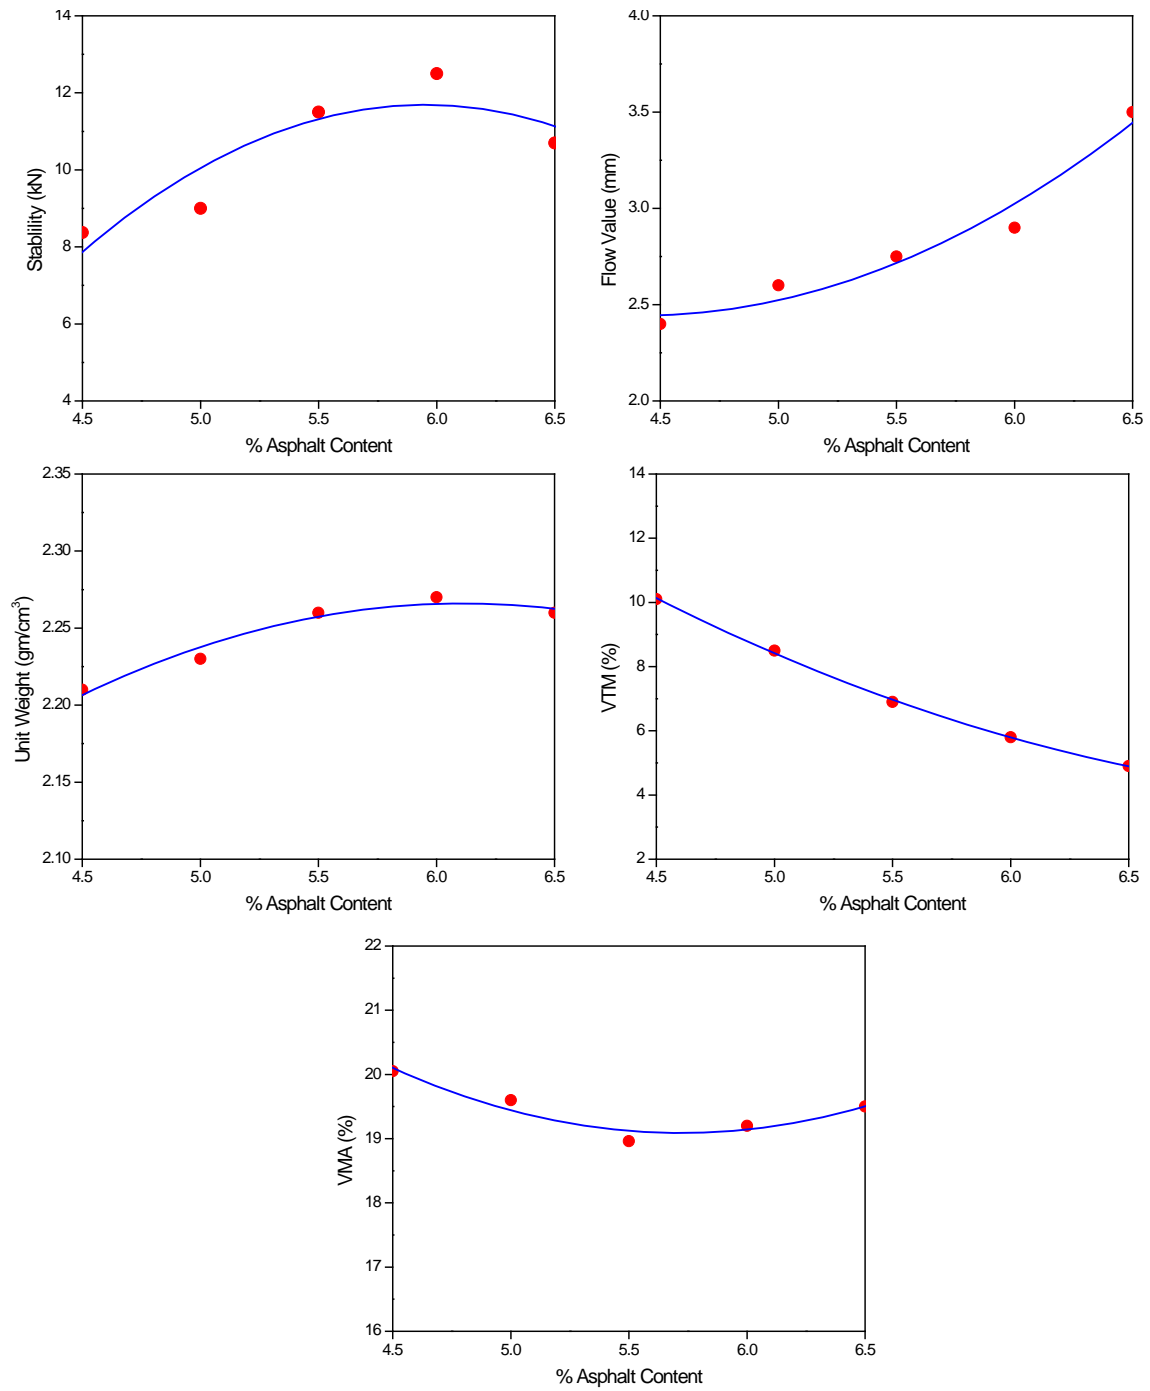 14
12
10
8
6
4
Stablility (kN)
4.5 5.0 5.5 6.0 6.5
% Asphalt Content
4.0
3.5
3.0
2.5
2.0
Flow Value (mm)
4.5 5.0 5.5 6.0 6.5
% Asphalt Content
2.35
2.30
2.25
2.20
2.15
2.10
Unit Weight (gm/cm³)
4.5 5.0 5.5 6.0 6.5
% Asphalt Content
14
12
10
8
6
4
2
VTM (%)
4.5 5.0 5.5 6.0 6.5
% Asphalt Content
22
21
20
19
18
17
16
VMA (%)
4.5 5.0 5.5 6.0 6.5
% Asphalt Content